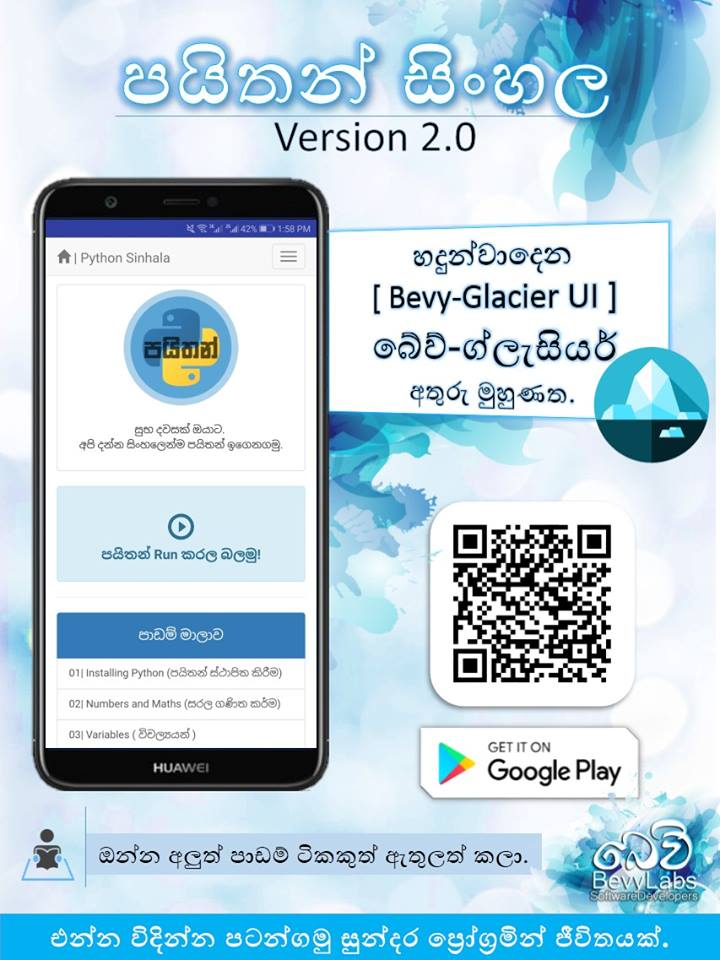 පයිතන් සිංහල
Version 2.0
42% 1:58 PM
| Python Sinhala
පයිතන්
සුභ දවසක් ඔයාට.
අපි දන්න සිංහලෙන්ම පයිතන් ඉගෙනගමු.
පයිතන් Run කරල බලමු!
පාඩම් මාලාව
01| Installing Python (පයිතන් ස්ථාපිත කිරීම)
02| Numbers and Maths (සරල ගණිත කර්ම)
03| Variables ( විචල්‍යයන් )
HUAWEI
හදුන්වාදෙන
[ Bevy-Glacier UI ]
බේව්-ග්ලැසියර්
අතුරු මුහුණත.
GET IT ON
Google Play
ඔන්න අලුත් පාඩම් ටිකකුත් ඇතුලත් කලා.
බෙවි
BevyLabs
SoftwareDevelopers
එන්න විදින්න පටන්ගමු සුන්දර ප්‍රෝග්‍රමින් ජීවිතයක්.